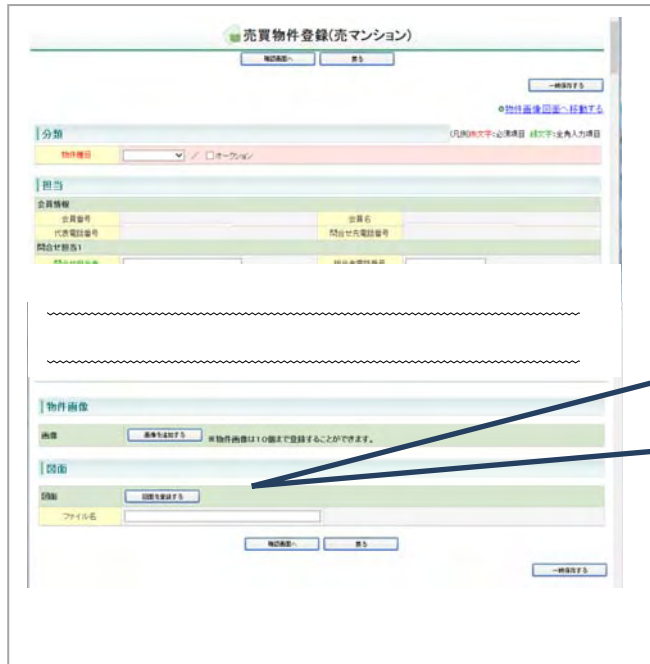 売買物件登録(売マンション)
確認画面へ 戻る
一時保存する
物件画像図面へ移動する
分類 (凡例)赤文字:必須項目 緑文字:全角入力項目
物件種目 / オークション
担当
会員情報
会員番号 会員名
代表電話番号 問合せ先電話番号
問合せ担当1
物件画像
画像 画像を追加する ※物件画像は10個まで登録することができます。
図面
図面 図面を登録する
ファイル名
確認画面へ 戻る
一時保存する